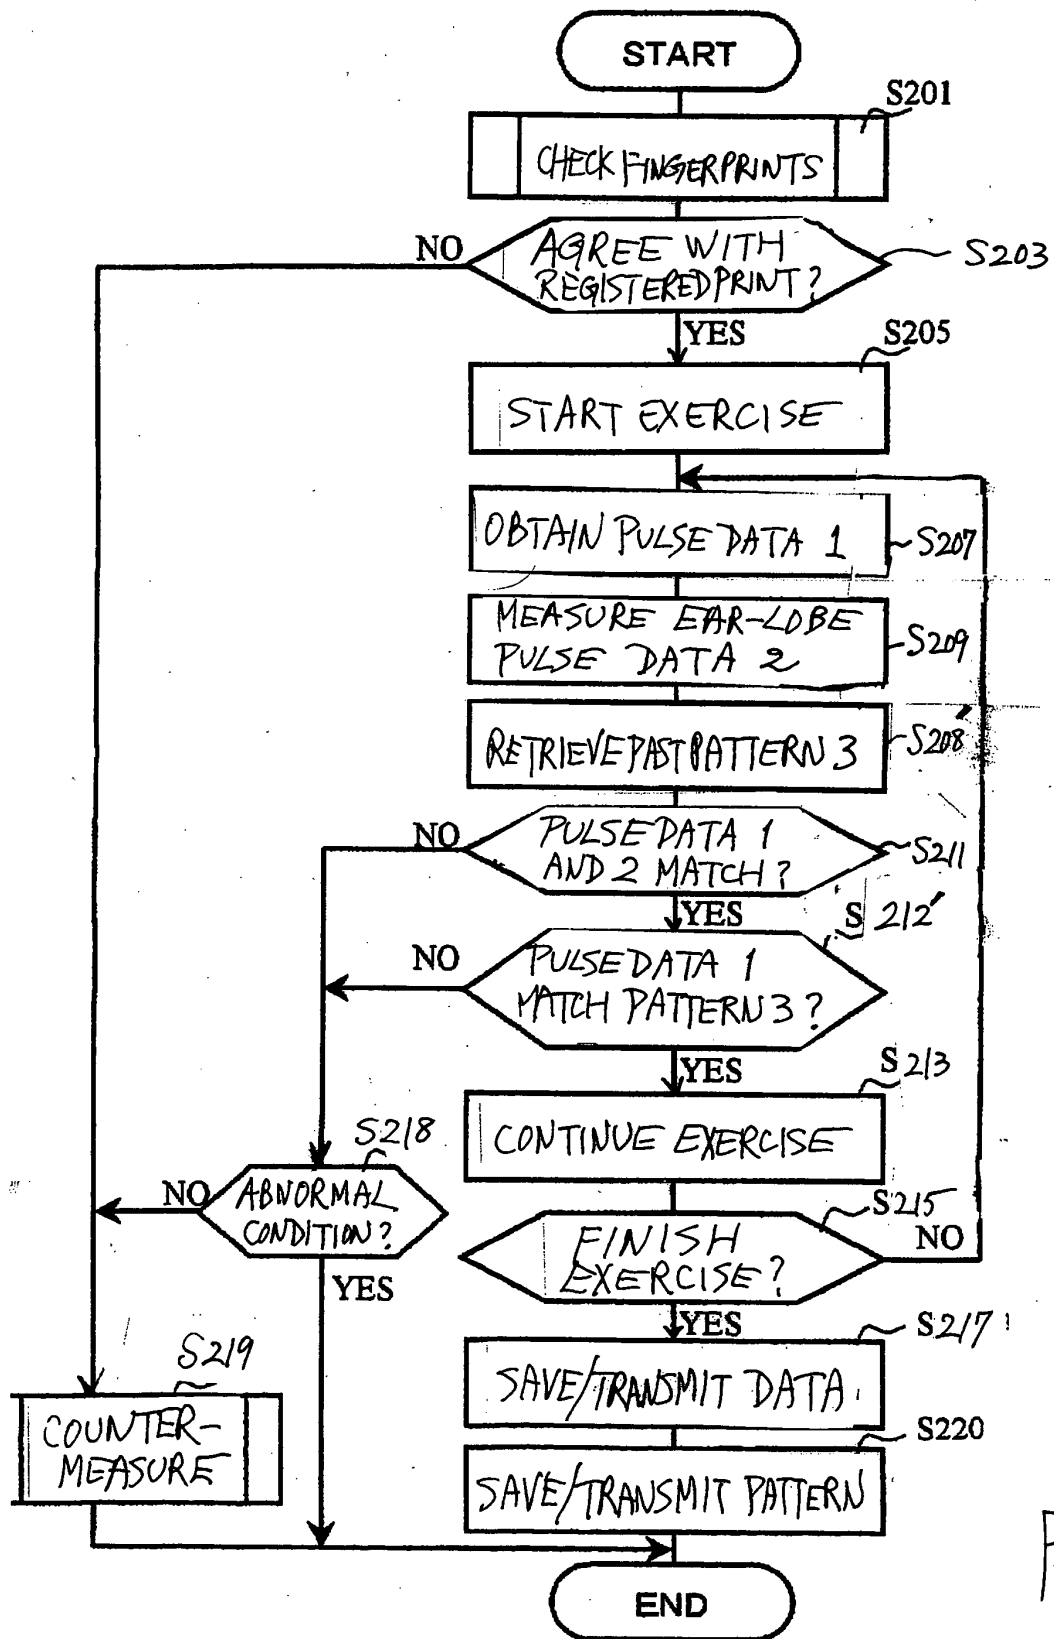 START
S201
CHECK FINGERPRINTS
NO
AGREE WITH
REGISTERED PRINT?
S203
YES
S205
START EXERCISE
OBTAIN PULSE DATA 1
S207
MEASURE EAR-LOBE
PULSE DATA 2
S209
RETRIEVE PAST PATTERN 3
S208'
NO
PULSE DATA 1
AND 2 MATCH?
S211
YES
S 212'
NO
PULSE DATA 1
MATCH PATTERN 3?
YES
S 213
CONTINUE EXERCISE
S218
NO
ABNORMAL
CONDITION?
YES
S215
FINISH
EXERCISE?
NO
YES
S217
SAVE/TRANSMIT DATA
S219
COUNTER-
MEASURE
S220
SAVE/TRANSMIT PATTERN
END